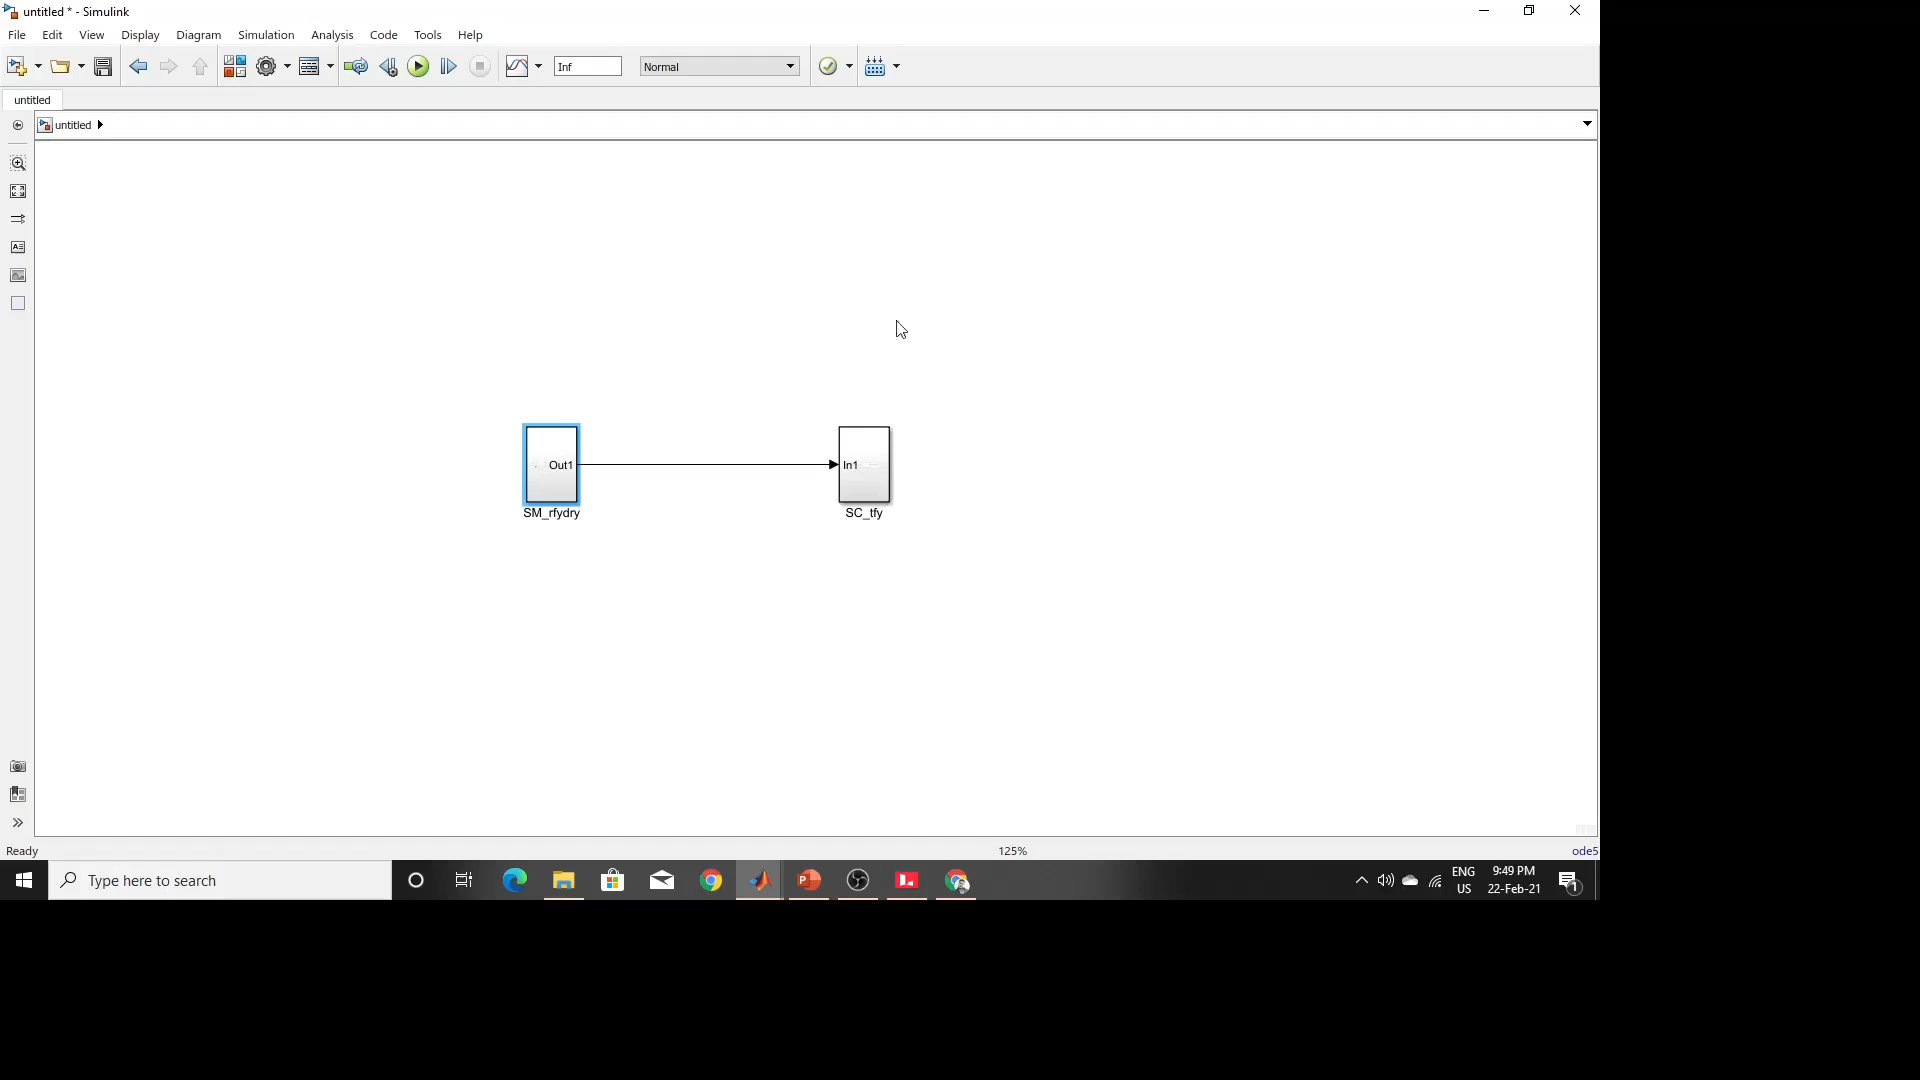 untitled * - Simulink
File Edit View Display Diagram Simulation Analysis Code Tools Help
Inf Normal
untitled
untitled
Out1 In1
SM_rfydry SC_tfy
Ready 125% ode5
Type here to search ENG 9:49 PM
US 22-Feb-21 1